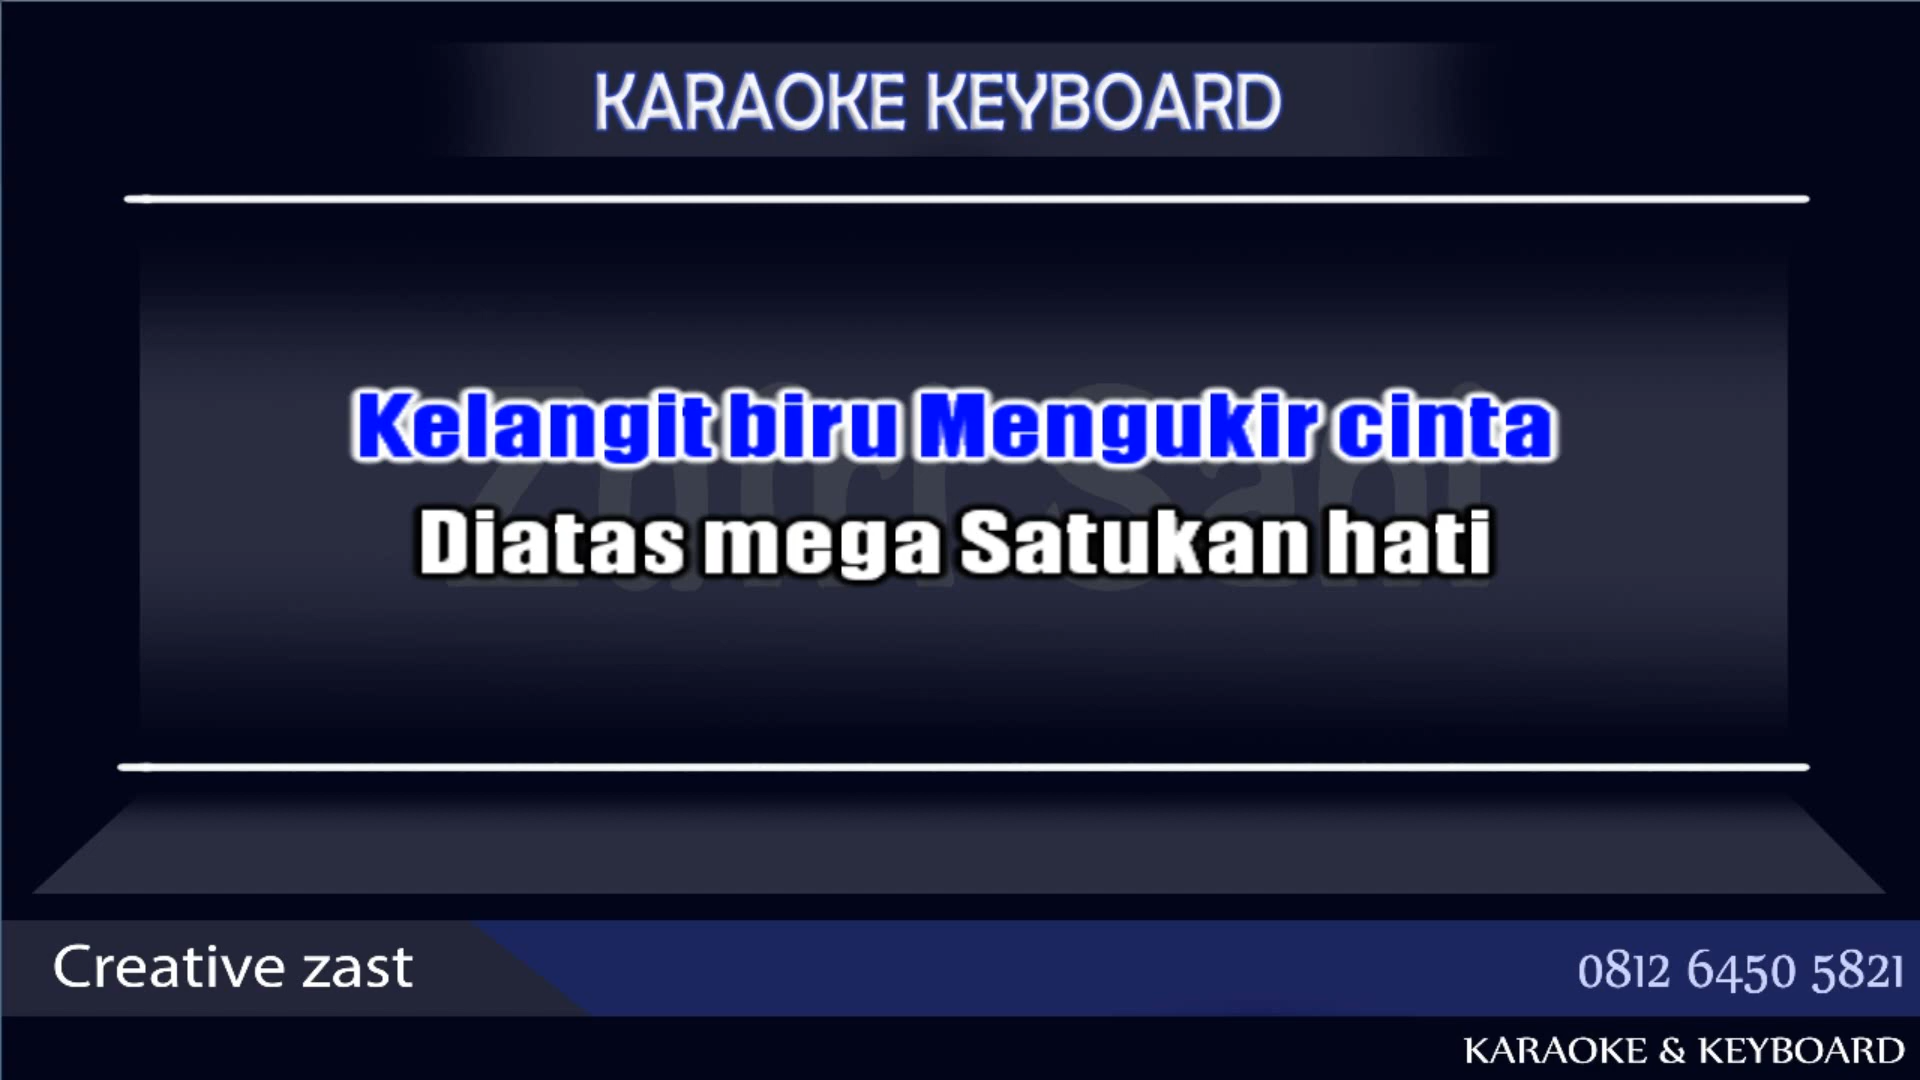 KARAOKE KEYBOARD
Kelangit biru Mengukir cinta
Diatas mega Satukan hati
Creative zast
0812 6450 5821
KARAOKE & KEYBOARD